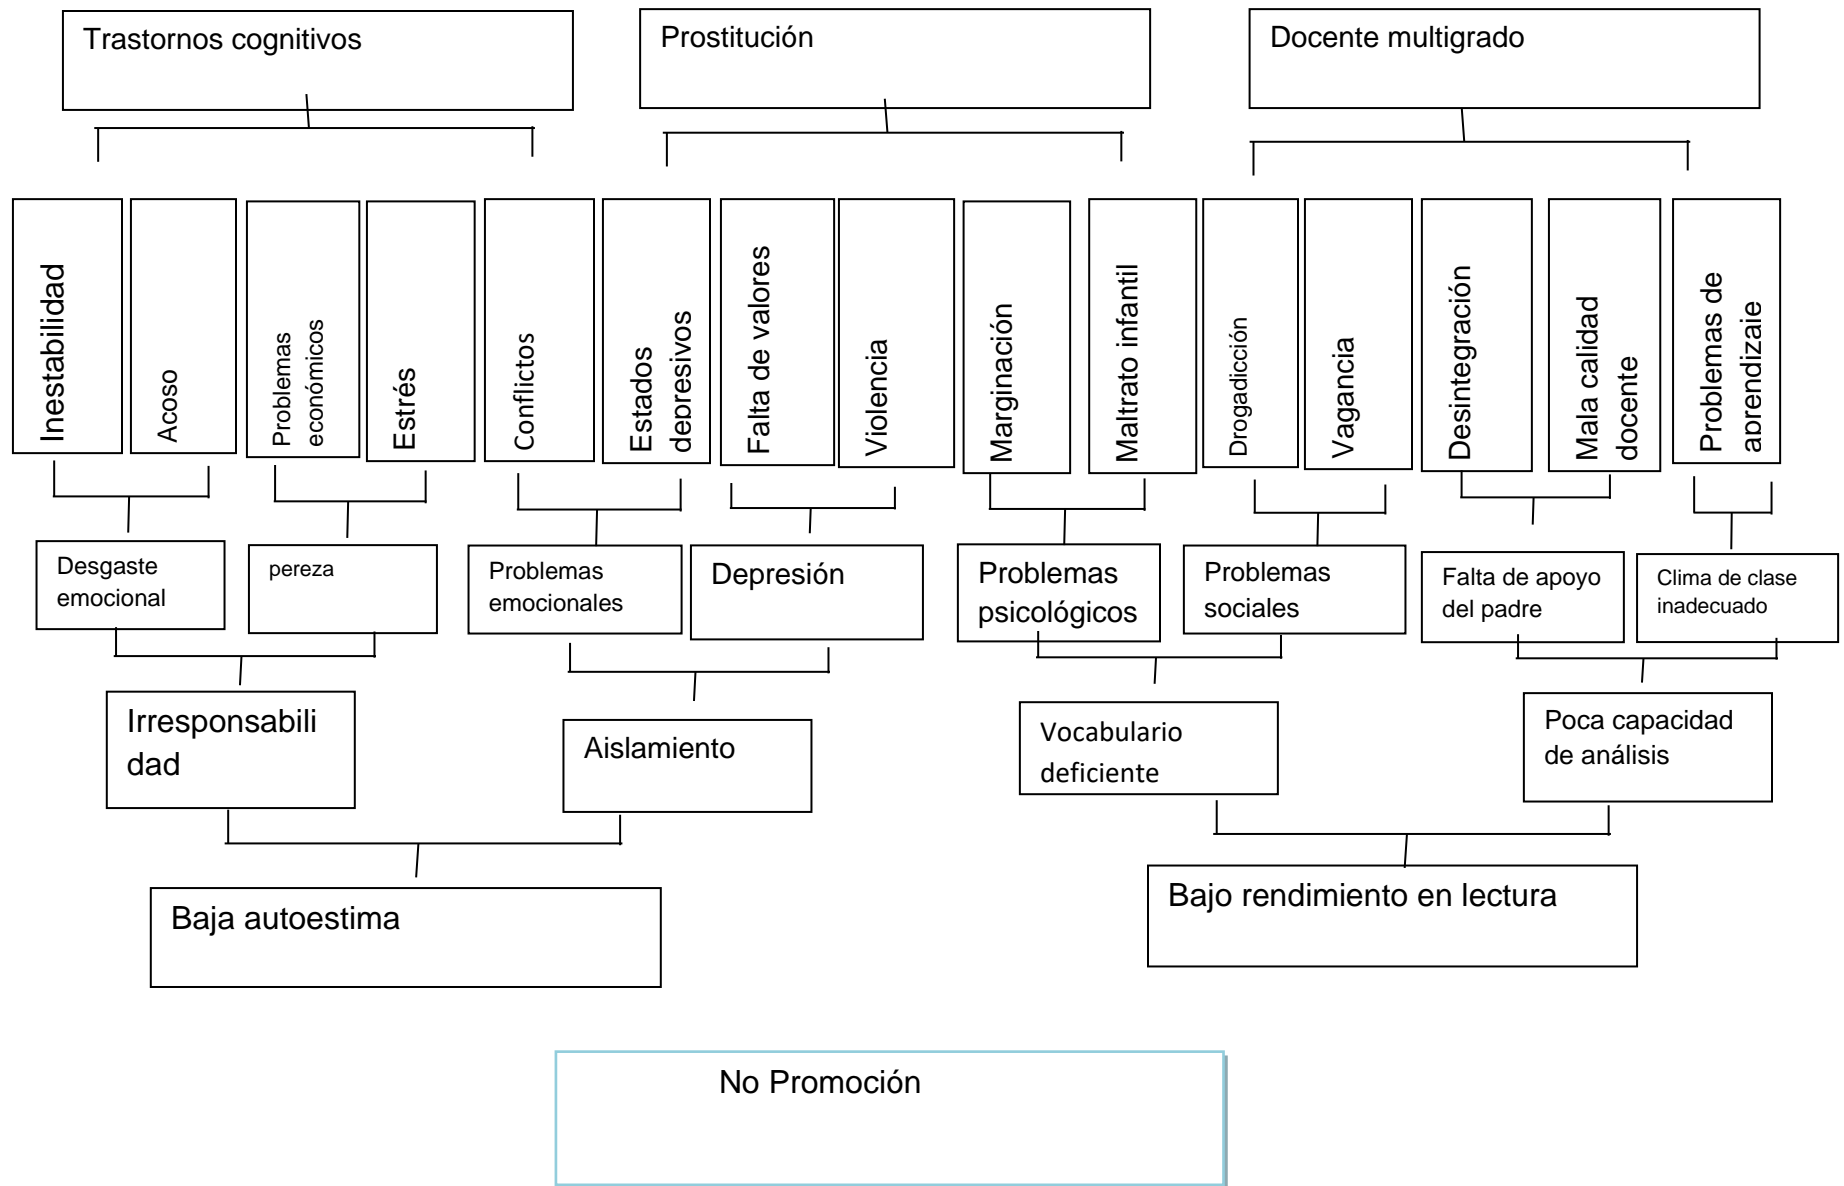 Trastornos cognitivos
Prostitución
Docente multigrado
Inestabilidad
Acoso
Problemas
económicos
Estrés
Conflictos
Estados
depresivos
Falta de valores
Violencia
Marginación
Maltrato infantil
Drogadicción
Vagancia
Desintegración
Mala calidad
docente
Problemas de
aprendizaje
Desgaste
emocional
pereza
Problemas
emocionales
Depresión
Problemas
psicológicos
Problemas
sociales
Falta de apoyo
del padre
Clima de clase
inadecuado
Irresponsabili
dad
Aislamiento
Vocabulario
deficiente
Poca capacidad
de análisis
Baja autoestima
Bajo rendimiento en lectura
No Promoción